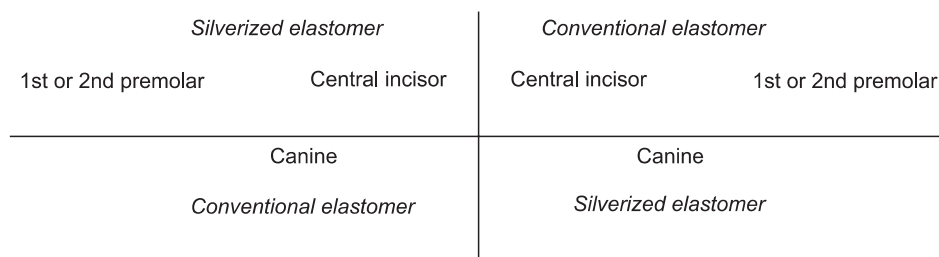 Silverized elastomer Conventional elastomer
1st or 2nd premolar Central incisor Central incisor 1st or 2nd premolar
Canine Canine
Conventional elastomer Silverized elastomer